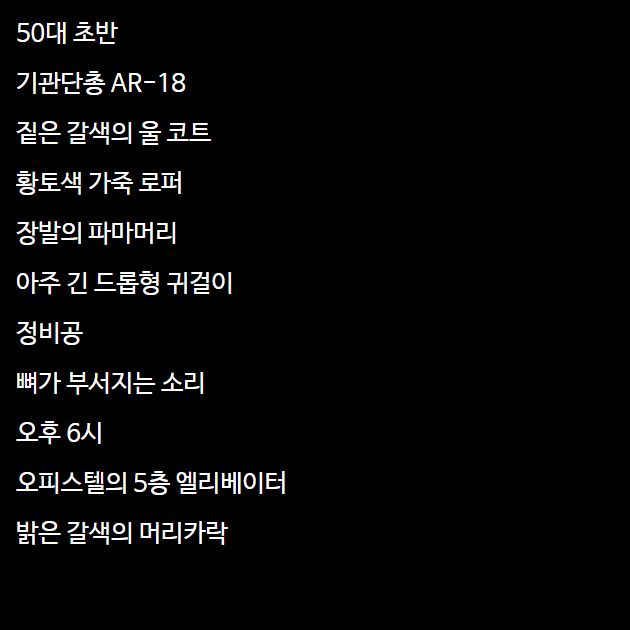 50대 초반
기관단총 AR-18
짙은 갈색의 울 코트
황토색 가죽 로퍼
장발의 파마머리
아주 긴 드롭형 귀걸이
정비공
뼈가 부서지는 소리
오후 6시
오피스텔의 5층 엘리베이터
밝은 갈색의 머리카락